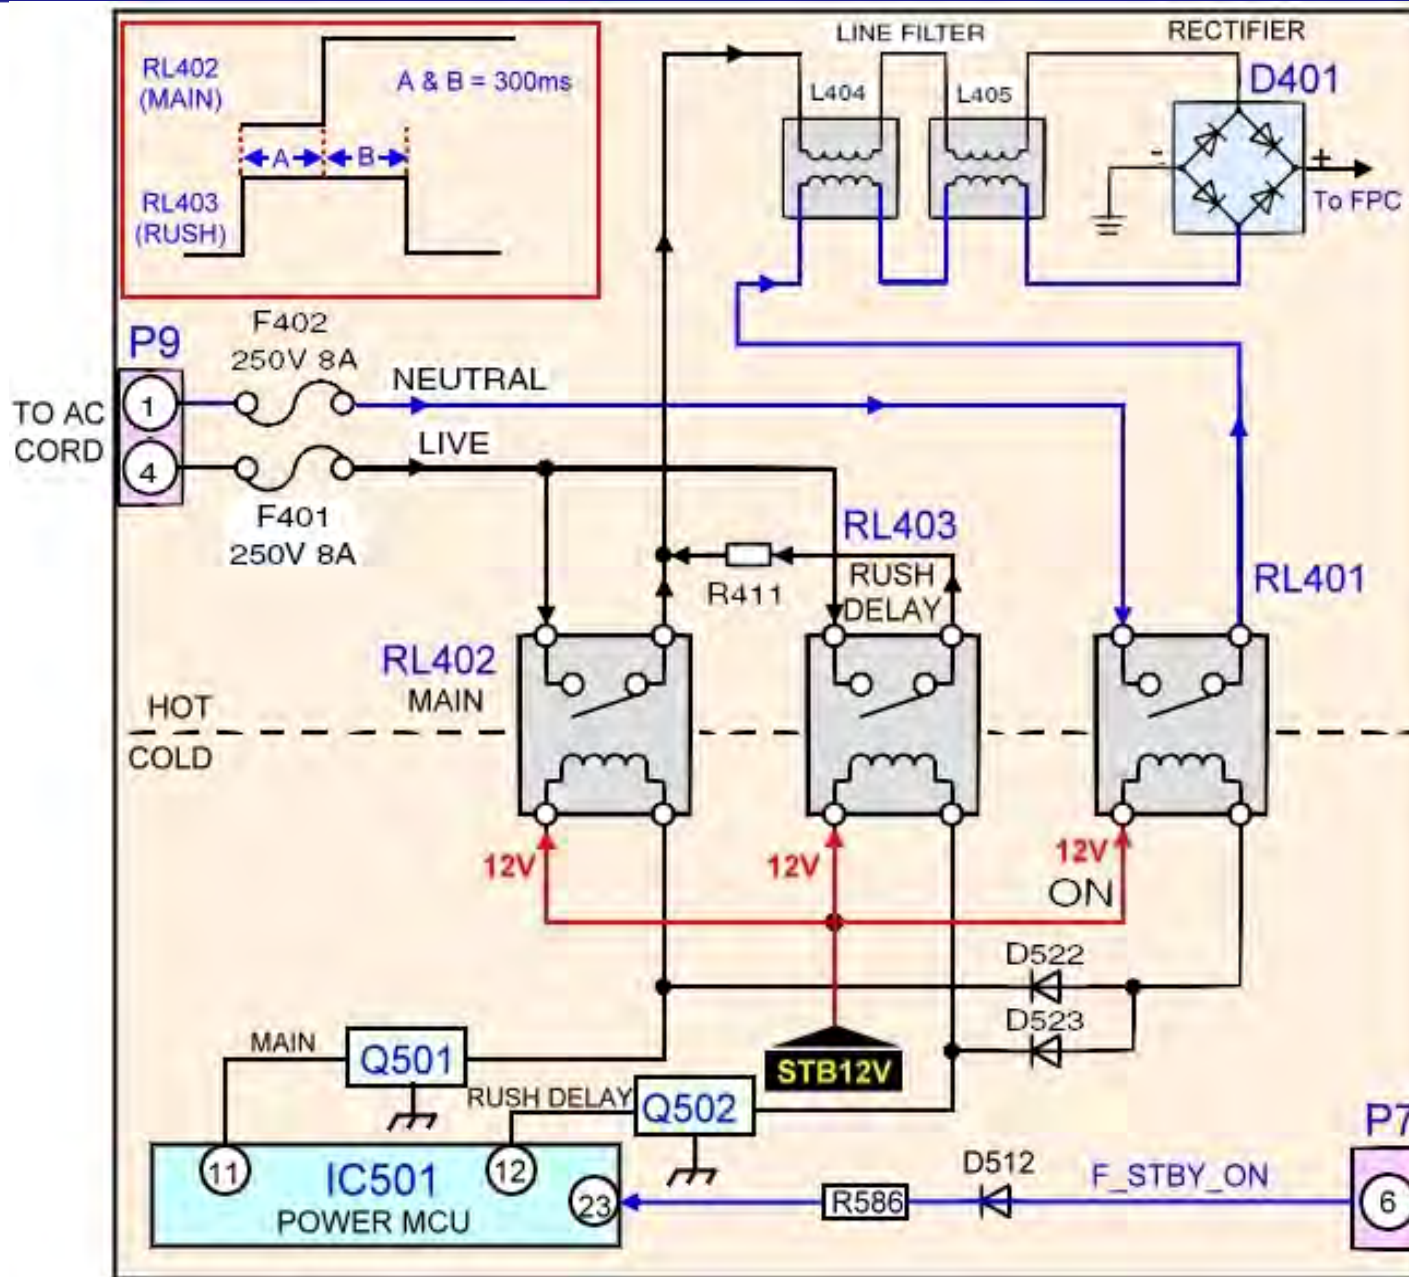 LINE FILTER
RECTIFIER
RL402
(MAIN)
A & B = 300ms
L404
L405
D401
A
B
-
+
To FPC
RL403
(RUSH)
F402
250V 8A
P9
1
NEUTRAL
TO AC
CORD
4
LIVE
F401
250V 8A
RL403
RUSH
DELAY
R411
RL401
RL402
MAIN
HOT
COLD
12V
12V
12V
ON
D522
D523
MAIN
Q501
STB12V
RUSH DELAY
Q502
P7
11
IC501
POWER MCU
12
23
R586
D512
F_STBY_ON
6